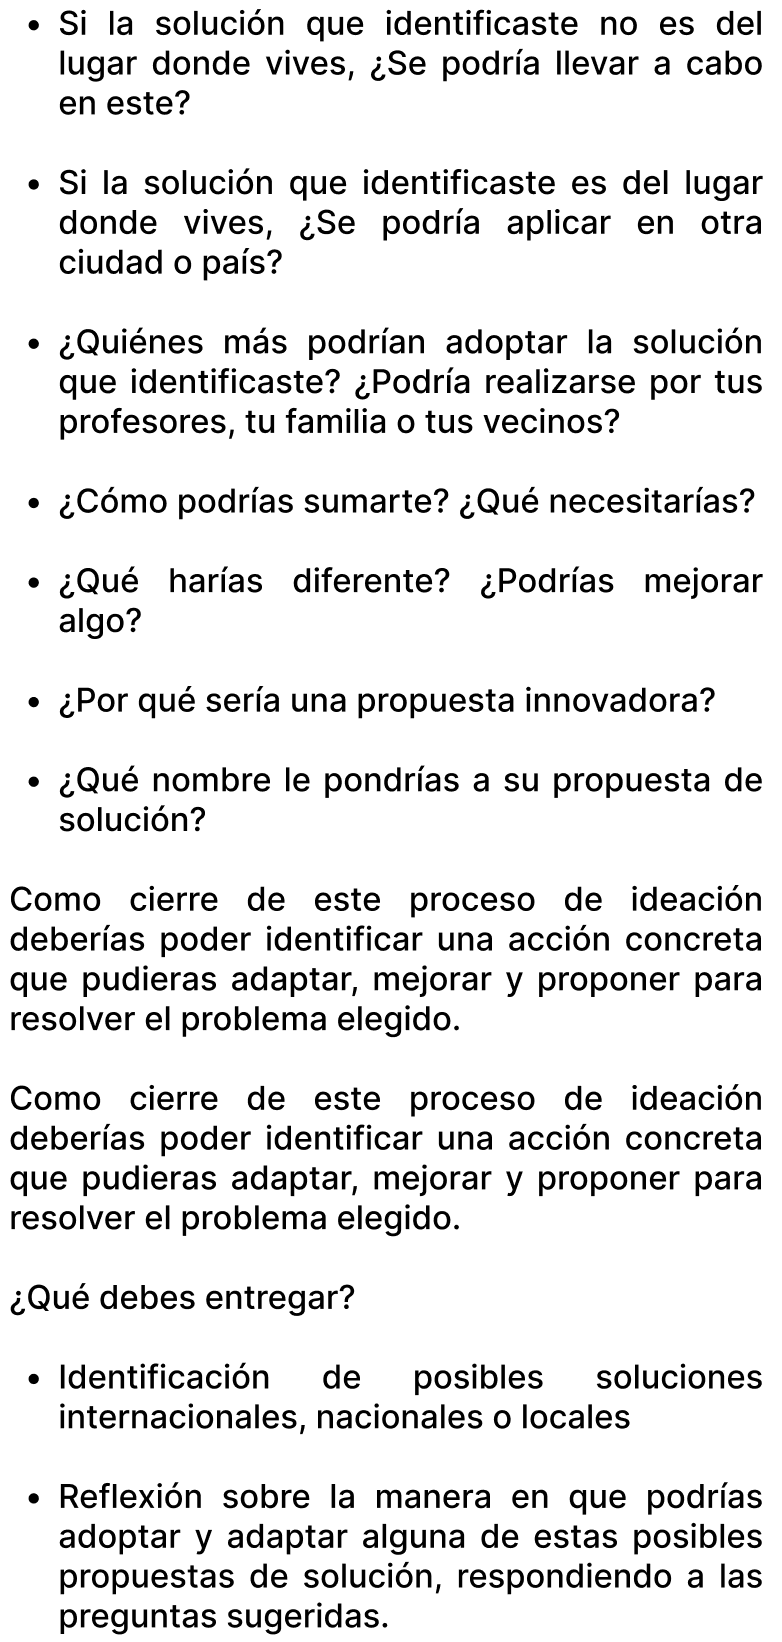 • Si la solución que identificaste no es del
lugar donde vives, ¿Se podría llevar a cabo
en este?
• Si la solución que identificaste es del lugar
donde vives, ¿Se podría aplicar en otra
ciudad o país?
• ¿Quiénes más podrían adoptar la solución
que identificaste? ¿Podría realizarse por tus
profesores, tu familia o tus vecinos?
• ¿Cómo podrías sumarte? ¿Qué necesitarías?
• ¿Qué harías diferente? ¿Podrías mejorar
algo?
• ¿Por qué sería una propuesta innovadora?
• ¿Qué nombre le pondrías a su propuesta de
solución?
Como cierre de este proceso de ideación
deberías poder identificar una acción concreta
que pudieras adaptar, mejorar y proponer para
resolver el problema elegido.
Como cierre de este proceso de ideación
deberías poder identificar una acción concreta
que pudieras adaptar, mejorar y proponer para
resolver el problema elegido.
¿Qué debes entregar?
• Identificación de posibles soluciones
internacionales, nacionales o locales
• Reflexión sobre la manera en que podrías
adoptar y adaptar alguna de estas posibles
propuestas de solución, respondiendo a las
preguntas sugeridas.